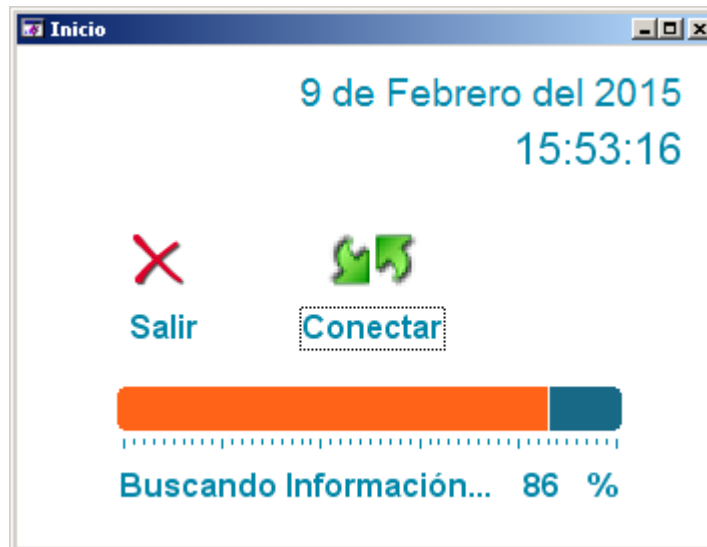 Inicio
9 de Febrero del 2015
15:53:16
Salir Conectar
Buscando Información... 86 %